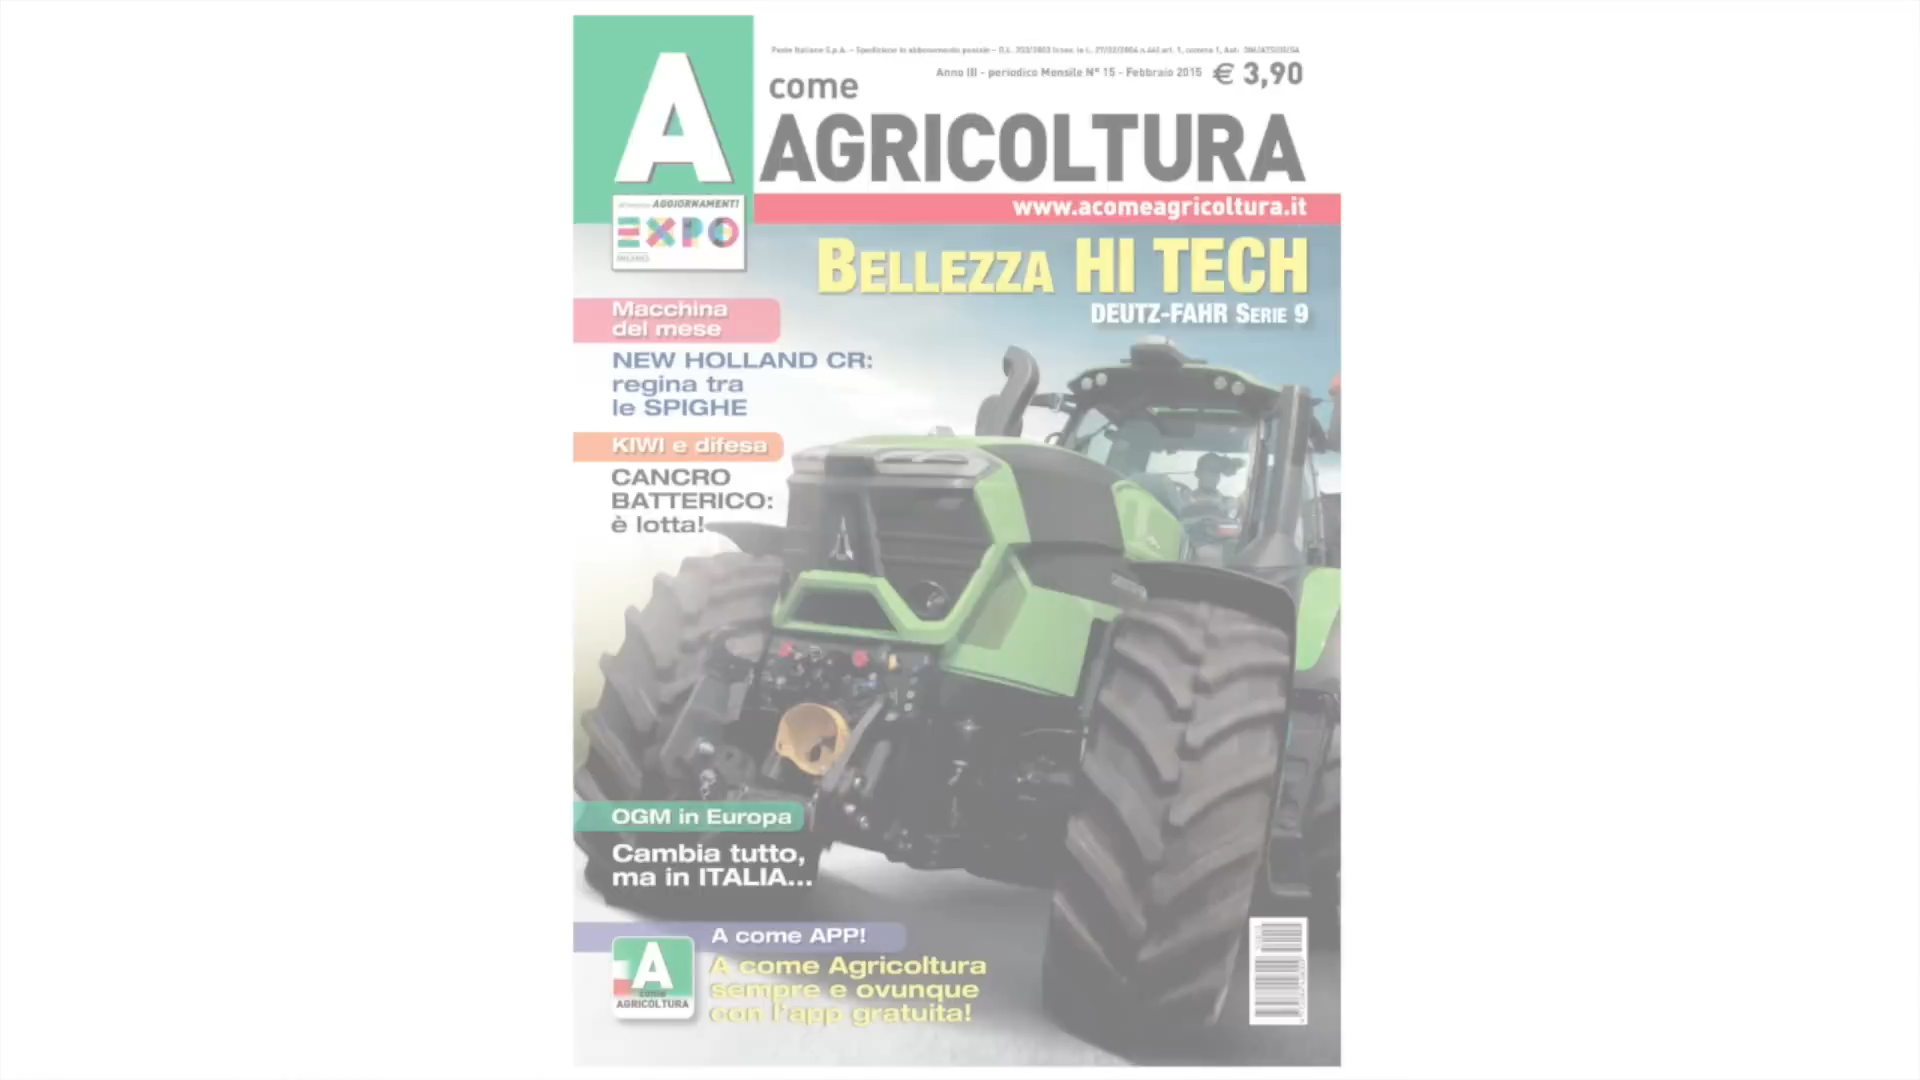 A
come
AGRICOLTURA
Anno III - periodico Mensile N° 15 - Febbraio 2015 € 3,90
www.acomeagricoltura.it
AGGIORNAMENTI
EXPO
MILANO
BELLEZZA HI TECH
DEUTZ-FAHR SERIE 9
Macchina
del mese
NEW HOLLAND CR:
regina tra
le SPIGHE
KIWI e difesa
CANCRO
BATTERICO:
è lotta!
OGM in Europa
Cambia tutto,
ma in ITALIA...
A come APP!
A come Agricoltura
sempre e ovunque
con l'app gratuita!
A
come
AGRICOLTURA